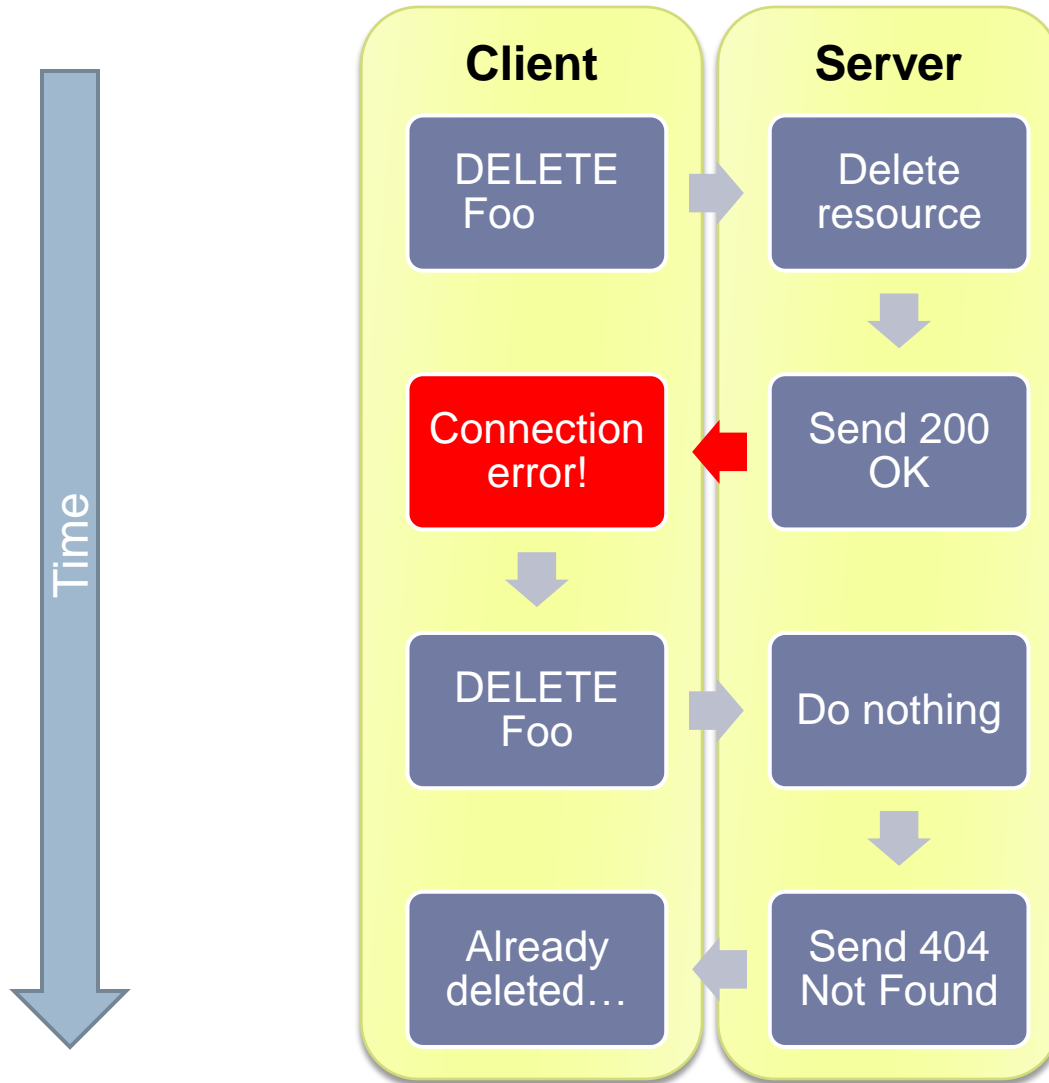 Client
Server
DELETE
Foo
Delete
resource
Connection
error!
Send 200
OK
Time
DELETE
Foo
Do nothing
Already
deleted…
Send 404
Not Found